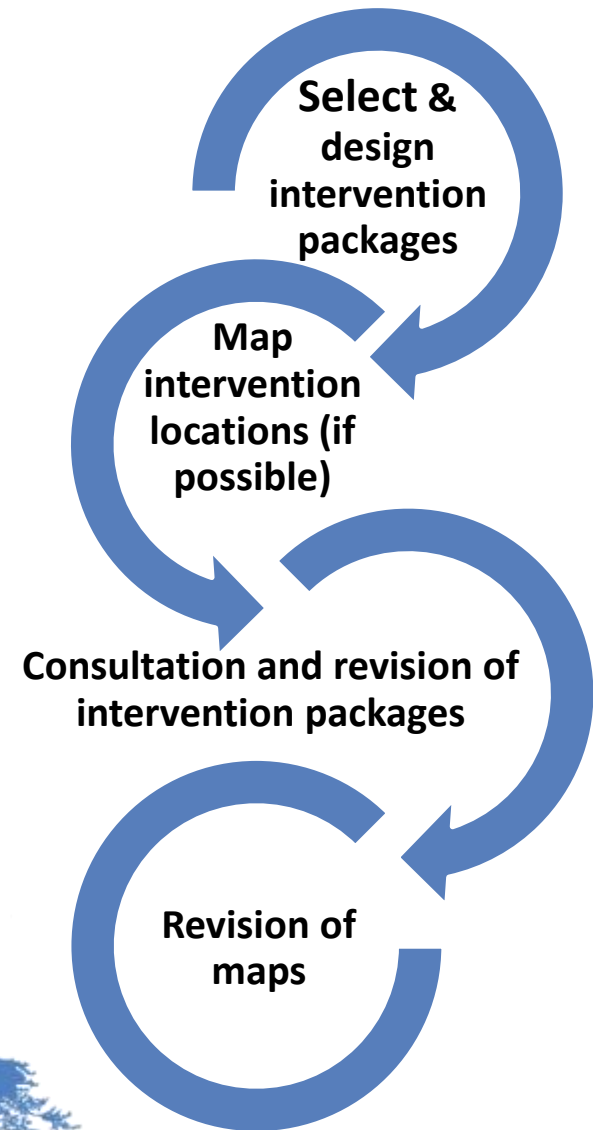 Select &
design
intervention
packages
Map
intervention
locations (if
possible)
Consultation and revision of
intervention packages
Revision of
maps